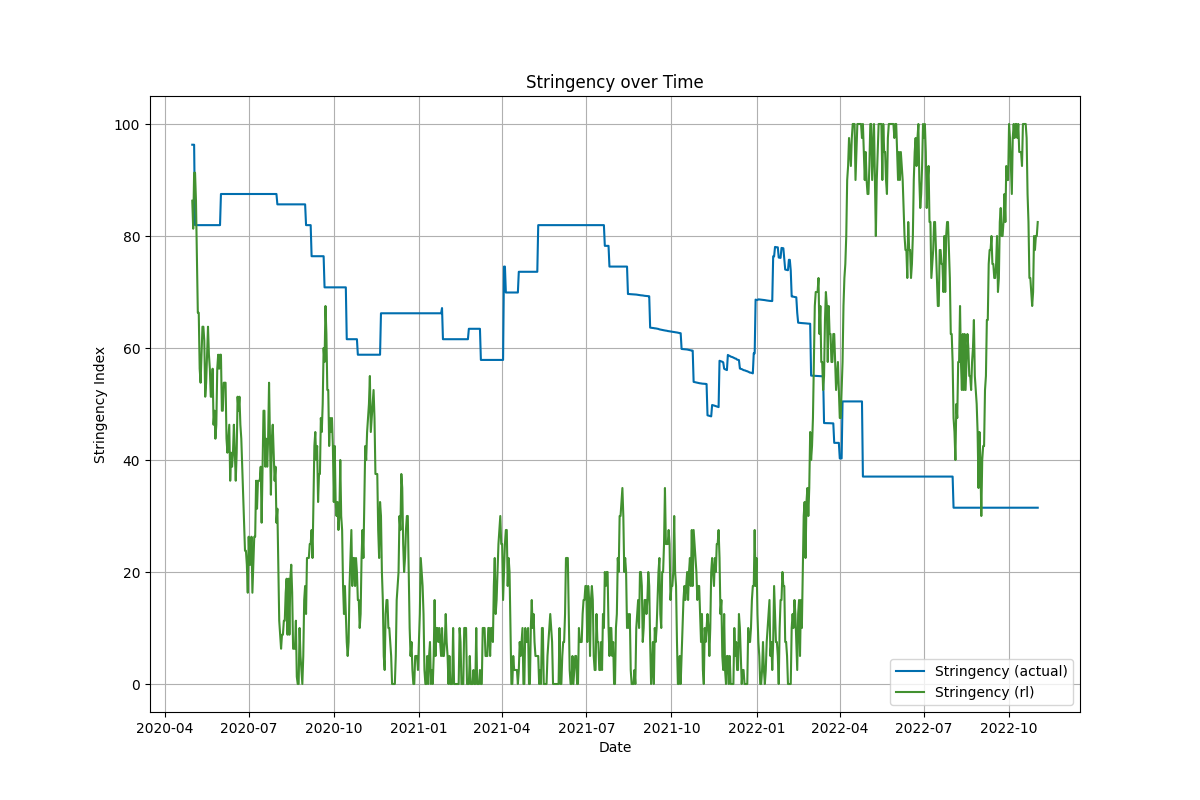 Stringency over Time
100
80
60
40
20
0
Stringency Index
2020-04 2020-07 2020-10 2021-01 2021-04 2021-07 2021-10 2022-01 2022-04 2022-07 2022-10
Date
Stringency (actual)
Stringency (rl)